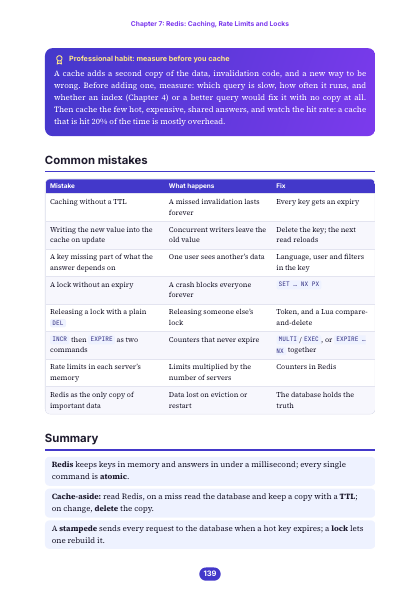 Chapter 7: Redis: Caching, Rate Limits and Locks
Professional habit: measure before you cache
A cache adds a second copy of the data, invalidation code, and a new way to be
wrong. Before adding one, measure: which query is slow, how often it runs, and
whether an index (Chapter 4) or a better query would fix it with no copy at all.
Then cache the few hot, expensive, shared answers, and watch the hit rate: a cache
that is hit 20% of the time is mostly overhead.
Common mistakes
Mistake What happens Fix
Caching without a TTL A missed invalidation lasts Every key gets an expiry
forever
Writing the new value into the Concurrent writers leave the Delete the key; the next
cache on update old value read reloads
A key missing part of what the One user sees another's data Language, user and filters
answer depends on in the key
A lock without an expiry A crash blocks everyone SET … NX PX
forever
Releasing a lock with a plain Releasing someone else's Token, and a Lua compare-
DEL lock and-delete
INCR then EXPIRE as two Counters that never expire MULTI / EXEC , or EXPIRE …
commands NX together
Rate limits in each server's Limits multiplied by the Counters in Redis
memory number of servers
Redis as the only copy of Data lost on eviction or The database holds the
important data restart truth
Summary
Redis keeps keys in memory and answers in under a millisecond; every single
command is atomic.
Cache-aside: read Redis, on a miss read the database and keep a copy with a TTL;
on change, delete the copy.
A stampede sends every request to the database when a hot key expires; a lock lets
one rebuild it.
139